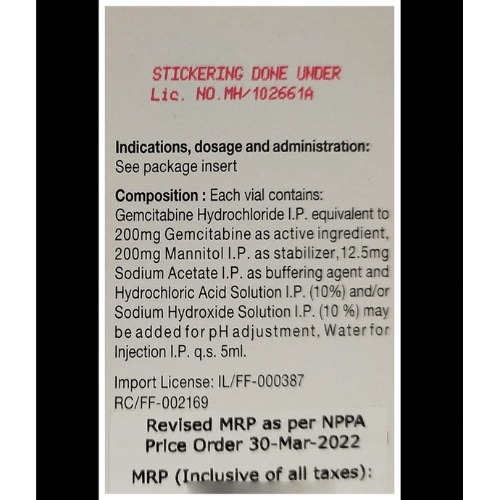 STICKERING DONE UNDER
Lic. NO.MH/102661A
Indications, dosage and administration:
See package insert
Composition : Each vial contains:
Gemcitabine Hydrochloride I.P. equivalent to
200mg Gemcitabine as active ingredient,
200mg Mannitol I.P. as stabilizer, 12.5mg
Sodium Acetate I.P. as buffering agent and
Hydrochloric Acid Solution I.P. (10%) and/or
Sodium Hydroxide Solution I.P. (10 %) may
be added for pH adjustment, Water for
Injection I.P. q.s. 5ml.
Import License: IL/FF-000387
RC/FF-002169
Revised MRP as per NPPA
Price Order 30-Mar-2022
MRP (Inclusive of all taxes):